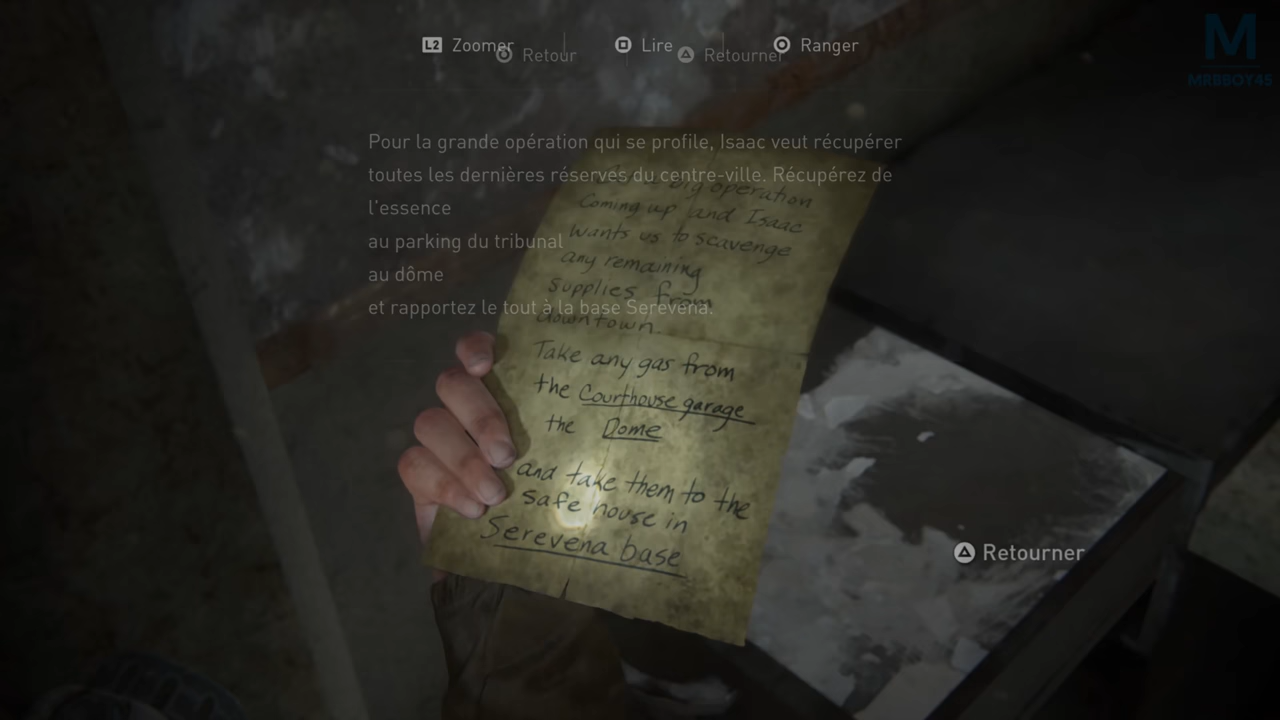 L2 Zoomer
Retour
Lire
Retourner
Ranger
M
MRBBOY45
Pour la grande opération qui se profile, Isaac veut récupérer
toutes les dernières réserves du centre-ville. Récupérez de
l'essence
au parking du tribunal
au dôme
et rapportez le tout à la base Serevena.
big operation
Coming up and Isaac
wants us to scavenge
any remaining
supplies from
downtown.
Take any gas from
the Courthouse garage
the Dome
and take them to the
safe house in
Serevena base
Retourner